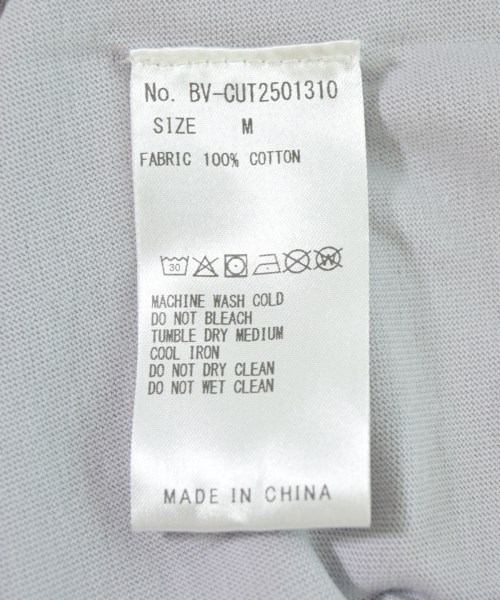 No. BV-CUT2501310
SIZE M
FABRIC 100% COTTON
30 W
MACHINE WASH COLD
DO NOT BLEACH
TUMBLE DRY MEDIUM
COOL IRON
DO NOT DRY CLEAN
DO NOT WET CLEAN
MADE IN CHINA